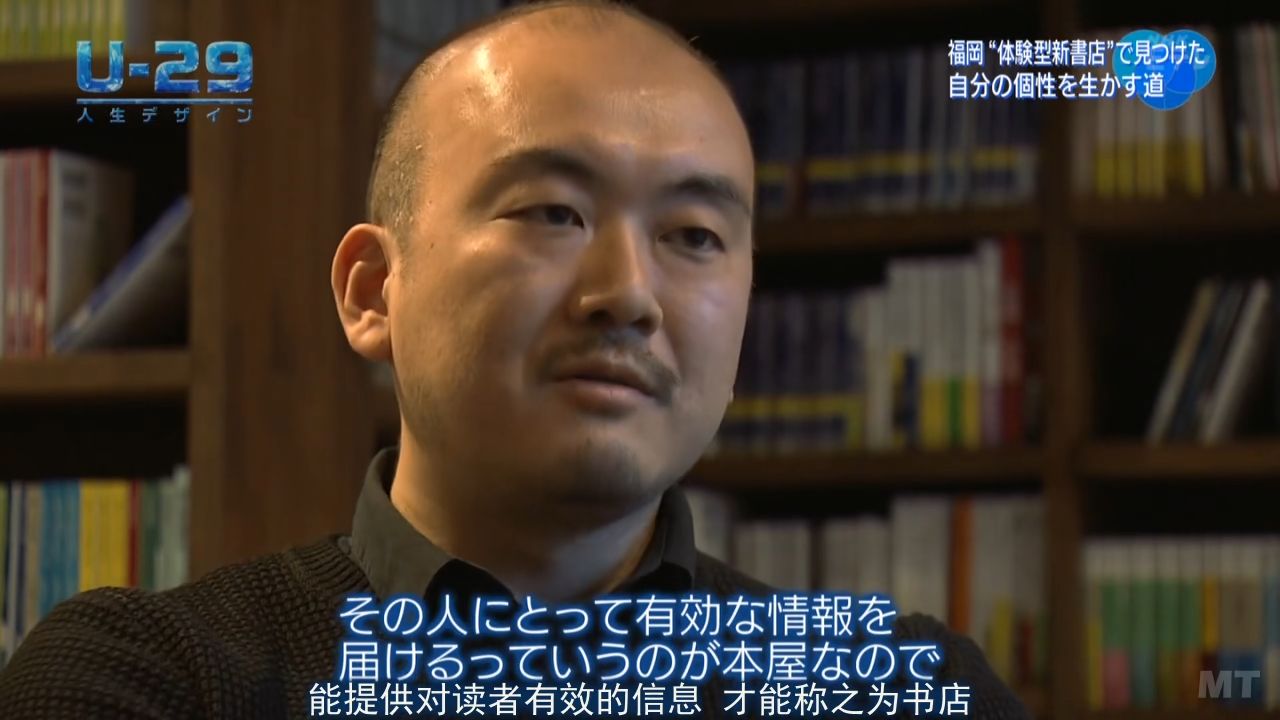 U-29
人生デザイン
福岡“体験型新書店”で見つけた
自分の個性を生かす道
その人にとって有効な情報を
届けるっていうのが本屋なので
能提供对读者有效的信息 才能称之为书店
MT